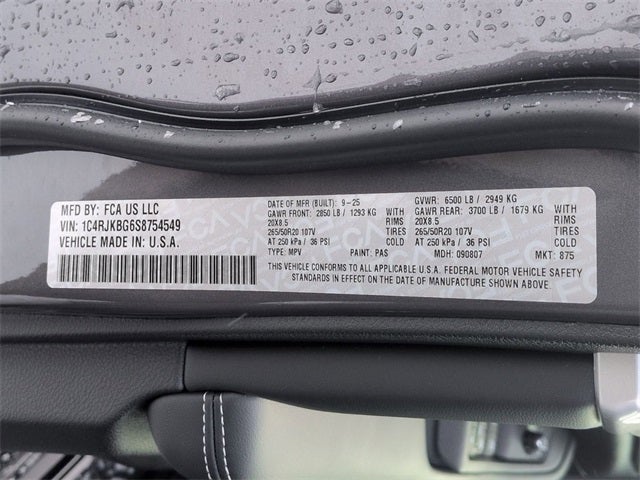 MFD BY: FCA US LLC
VIN: 1C4RJKBG6S8754549
VEHICLE MADE IN: U.S.A.
DATE OF MFR (BUILT): 9-25
GAWR FRONT: 2850 LB / 1293 KG WITH
20X8.5 RIMS
265/50R20 107V TIRES
AT 250 kPa / 36 PSI
TYPE: MPV PAINT: PAS
GVWR: 6500 LB / 2949 KG
GAWR REAR: 3700 LB / 1679 KG WITH
20X8.5 RIMS
265/50R20 107V TIRES
AT 250 kPa / 36 PSI
MDH: 090807 MKT: 875
THIS VEHICLE CONFORMS TO ALL APPLICABLE U.S.A. FEDERAL MOTOR VEHICLE SAFETY
STANDARDS IN EFFECT ON THE DATE OF MANUFACTURE SHOWN ABOVE.